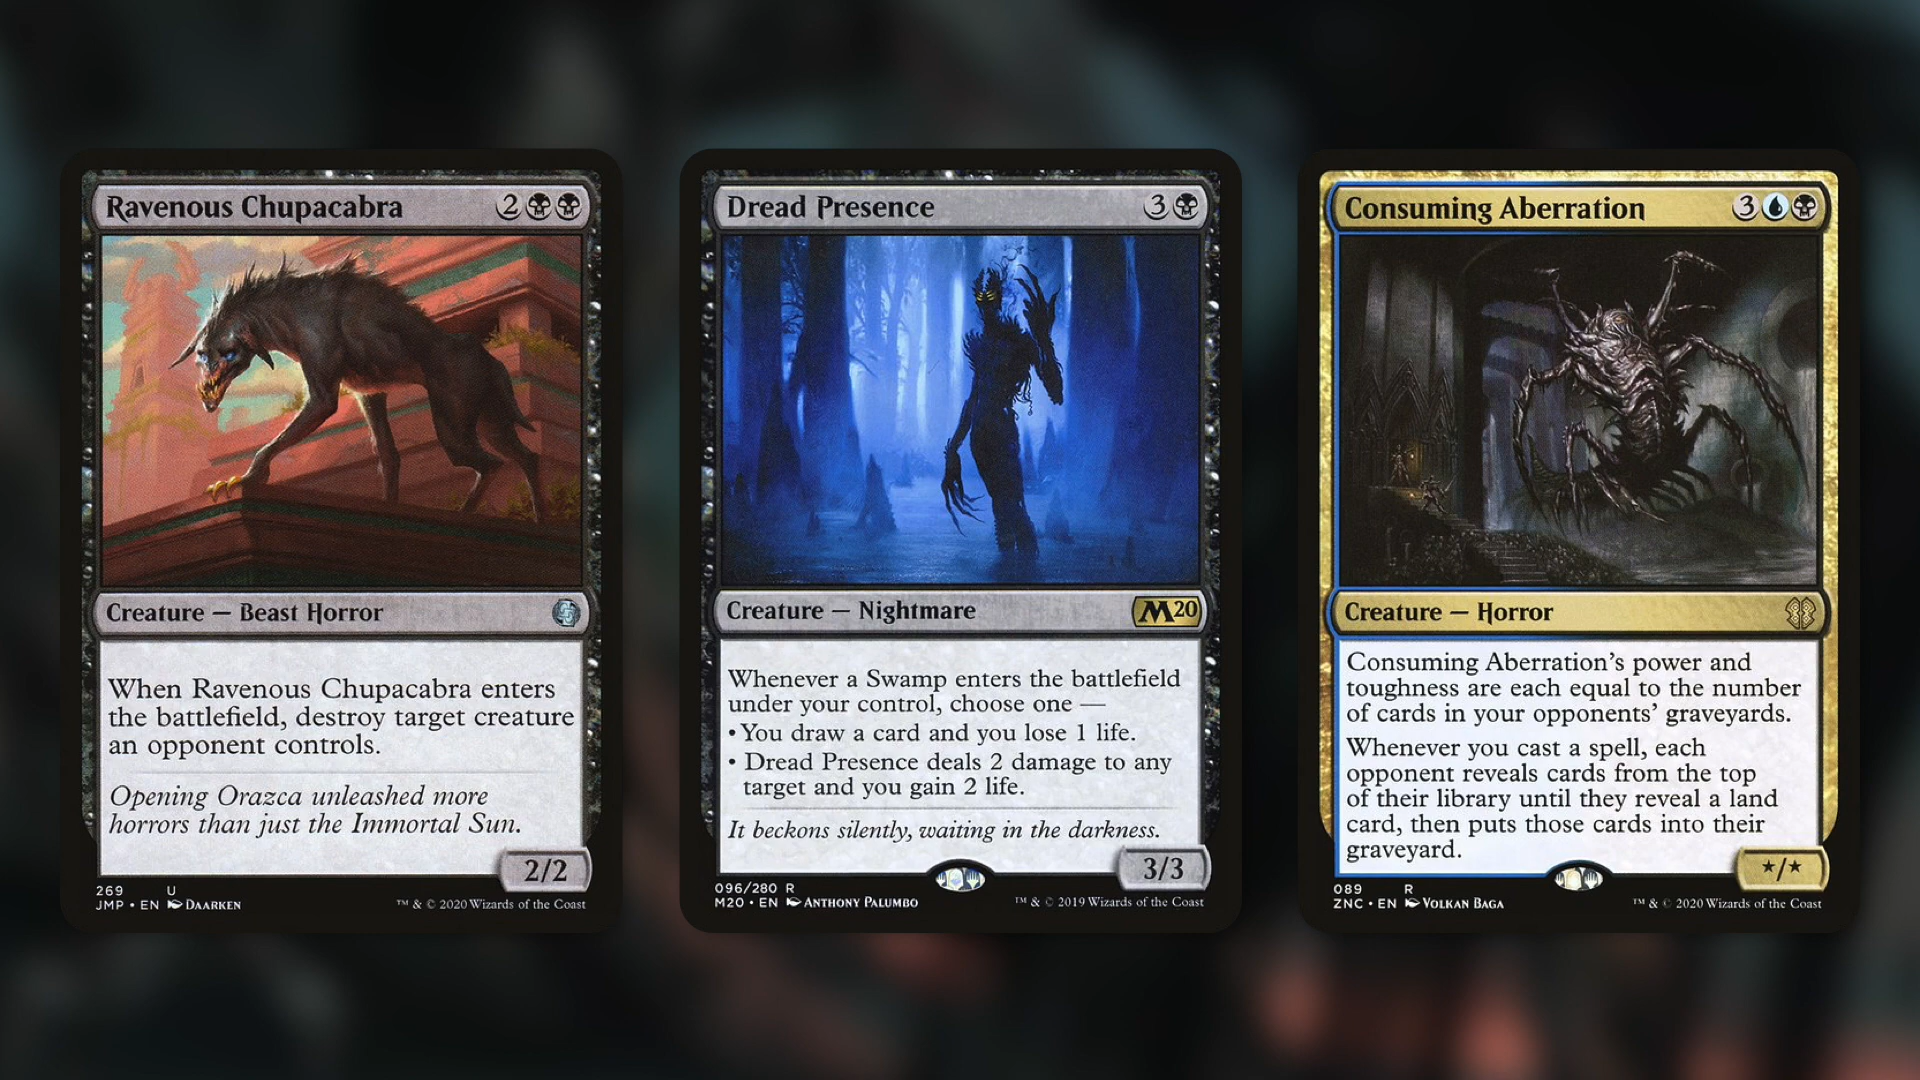 Ravenous Chupacabra 2
Creature — Beast Horror
When Ravenous Chupacabra enters
the battlefield, destroy target creature
an opponent controls.
Opening Orazca unleashed more
horrors than just the Immortal Sun.
2/2
269 U
JMP • EN DAARKEN
™ & © 2020 Wizards of the Coast
Dread Presence 3
Creature — Nightmare M20
Whenever a Swamp enters the battlefield
under your control, choose one —
• You draw a card and you lose 1 life.
• Dread Presence deals 2 damage to any
target and you gain 2 life.
It beckons silently, waiting in the darkness.
3/3
096/280 R
M20 • EN ANTHONY PALUMBO
™ & © 2019 Wizards of the Coast
Consuming Aberration 3
Creature — Horror
Consuming Aberration's power and
toughness are each equal to the number
of cards in your opponents' graveyards.
Whenever you cast a spell, each
opponent reveals cards from the top
of their library until they reveal a land
card, then puts those cards into their
graveyard.
★/★
089 R
ZNC • EN VOLKAN BAGA
™ & © 2020 Wizards of the Coast